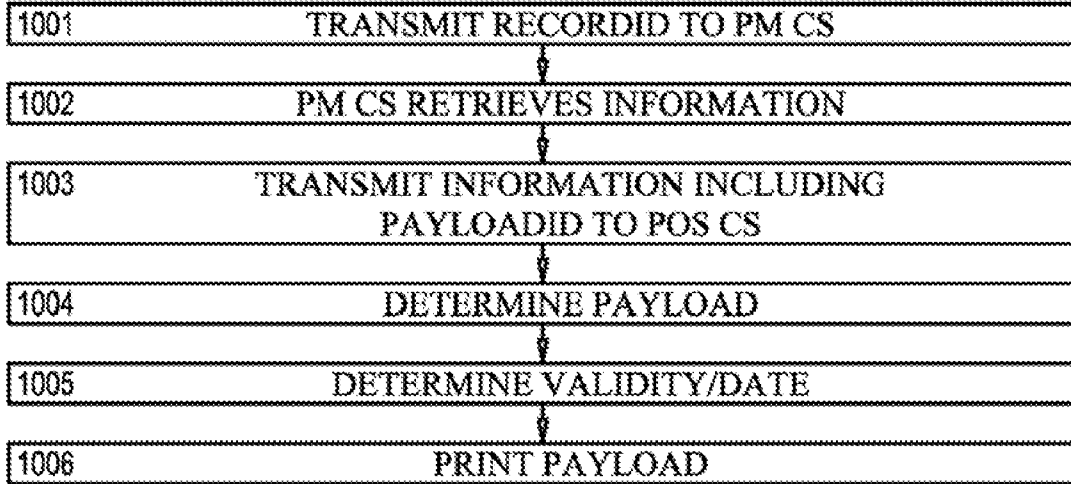 1001 TRANSMIT RECORDID TO PM CS
1002 PM CS RETRIEVES INFORMATION
1003 TRANSMIT INFORMATION INCLUDING
PAYLOADID TO POS CS
1004 DETERMINE PAYLOAD
1005 DETERMINE VALIDITY/DATE
1006 PRINT PAYLOAD